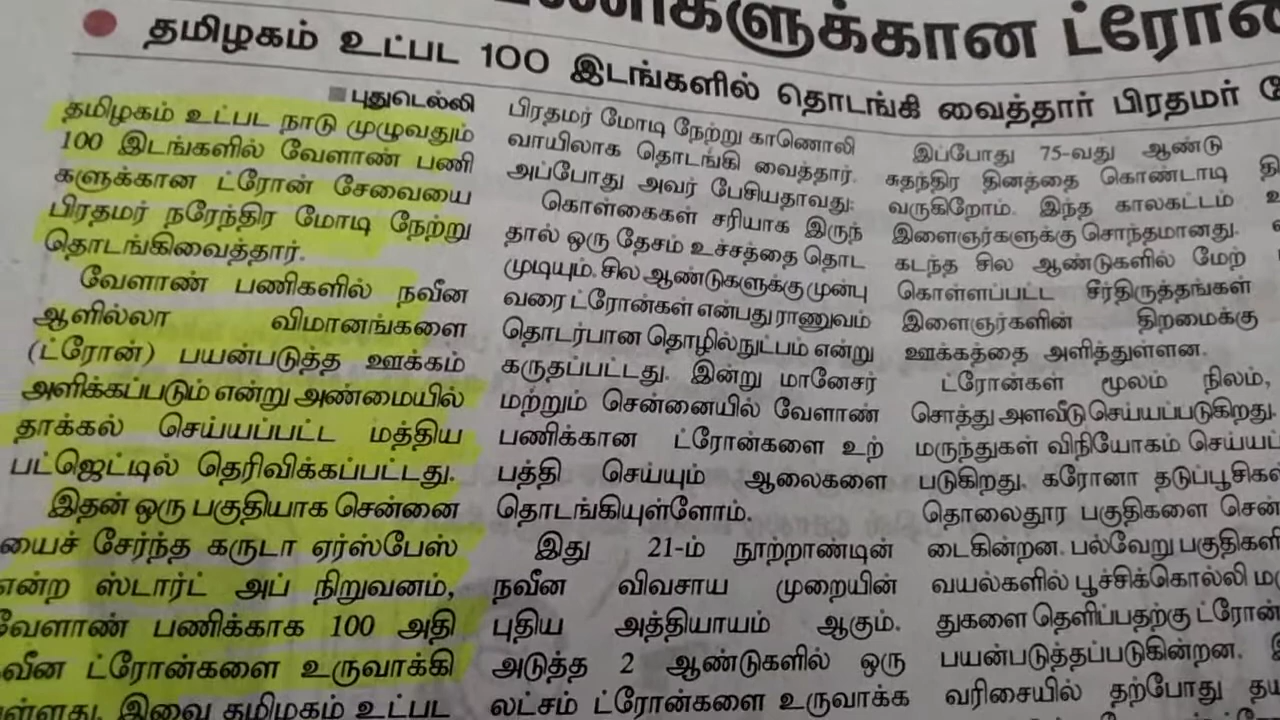 ட்ரோன்
தமிழகம் உட்பட 100 இடங்களில் தொடங்கி வைத்தார் பிரதமர்
புதுடெல்லி
தமிழகம் உட்பட நாடு முழுவதும்
100 இடங்களில் வேளாண் பணி
களுக்கான ட்ரோன் சேவையை
பிரதமர் நரேந்திர மோடி நேற்று
தொடங்கிவைத்தார்.
வேளாண் பணிகளில் நவீன
ஆளில்லா விமானங்களை
(ட்ரோன்) பயன்படுத்த ஊக்கம்
அளிக்கப்படும் என்று அண்மையில்
தாக்கல் செய்யப்பட்ட மத்திய
பட்ஜெட்டில் தெரிவிக்கப்பட்டது.
இதன் ஒரு பகுதியாக சென்னை
யைச் சேர்ந்த கருடா ஏர்ஸ்பேஸ்
என்ற ஸ்டார்ட் அப் நிறுவனம்,
வேளாண் பணிக்காக 100 அதி
நவீன ட்ரோன்களை உருவாக்கி
இவை தமிழகம் உட்பட
பிரதமர் மோடி நேற்று காணொலி
வாயிலாக தொடங்கி வைத்தார்.
அப்போது அவர் பேசியதாவது:
கொள்கைகள் சரியாக இருந்
தால் ஒரு தேசம் உச்சத்தை தொட
முடியும். சில ஆண்டுகளுக்கு முன்பு
வரை ட்ரோன்கள் என்பது ராணுவம்
தொடர்பான தொழில்நுட்பம் என்று
கருதப்பட்டது. இன்று மானேசர்
மற்றும் சென்னையில் வேளாண்
பணிக்கான ட்ரோன்களை உற்
பத்தி செய்யும் ஆலைகளை
தொடங்கியுள்ளோம்.
இது 21-ம் நூற்றாண்டின்
நவீன விவசாய முறையின்
புதிய அத்தியாயம் ஆகும்.
அடுத்த 2 ஆண்டுகளில் ஒரு
லட்சம் ட்ரோன்களை உருவாக்க
இப்போது 75-வது ஆண்டு
சுதந்திர தினத்தை கொண்டாடி
வருகிறோம். இந்த காலகட்டம்
இளைஞர்களுக்கு சொந்தமானது.
கடந்த சில ஆண்டுகளில் மேற்
கொள்ளப்பட்ட சீர்திருத்தங்கள்
இளைஞர்களின் திறமைக்கு
ஊக்கத்தை அளித்துள்ளன.
ட்ரோன்கள் மூலம் நிலம்,
சொத்து அளவீடு செய்யப்படுகிறது.
மருந்துகள் விநியோகம் செய்யப்
படுகிறது. கரோனா தடுப்பூசிகள்
தொலைதூர பகுதிகளை சென்
டைகின்றன. பல்வேறு பகுதிகளி
வயல்களில் பூச்சிக்கொல்லி
துகளை தெளிப்பதற்கு ட்ரோன்
பயன்படுத்தப்படுகின்றன.
வரிசையில் தற்போது